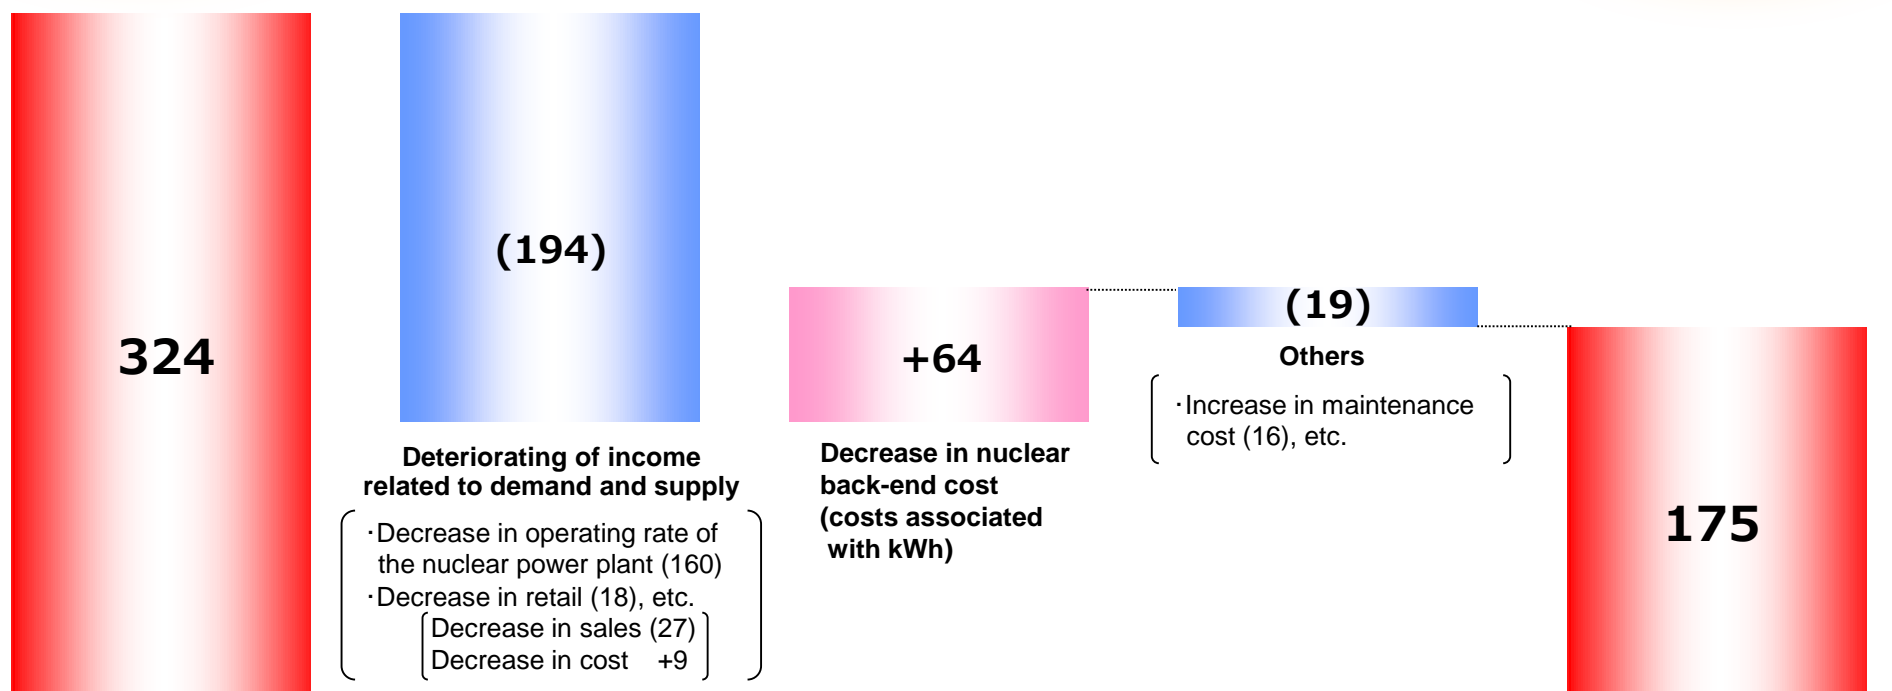 324
(194)
Deteriorating of income
related to demand and supply
・Decrease in operating rate of
the nuclear power plant (160)
・Decrease in retail (18), etc.
Decrease in sales (27)
Decrease in cost +9
+64
Decrease in nuclear
back-end cost
(costs associated
with kWh)
(19)
Others
・Increase in maintenance
cost (16), etc.
175